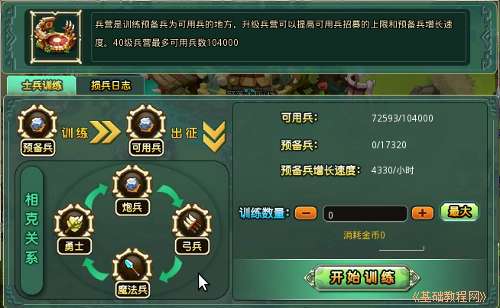 兵营是训练预备兵为可用兵的地方，升级兵营可以提高可用兵招募的上限和预备兵增长速
度。40级兵营最多可用兵数104000
士兵训练
损兵日志
预备兵
训练
可用兵
出征
可用兵：
72593/104000
预备兵：
0/17320
预备兵增长速度：
4330/小时
相克关系
炮兵
弓兵
魔法兵
勇士
训练数量：
0
最大
消耗金币0
开始训练
《基础教程网》